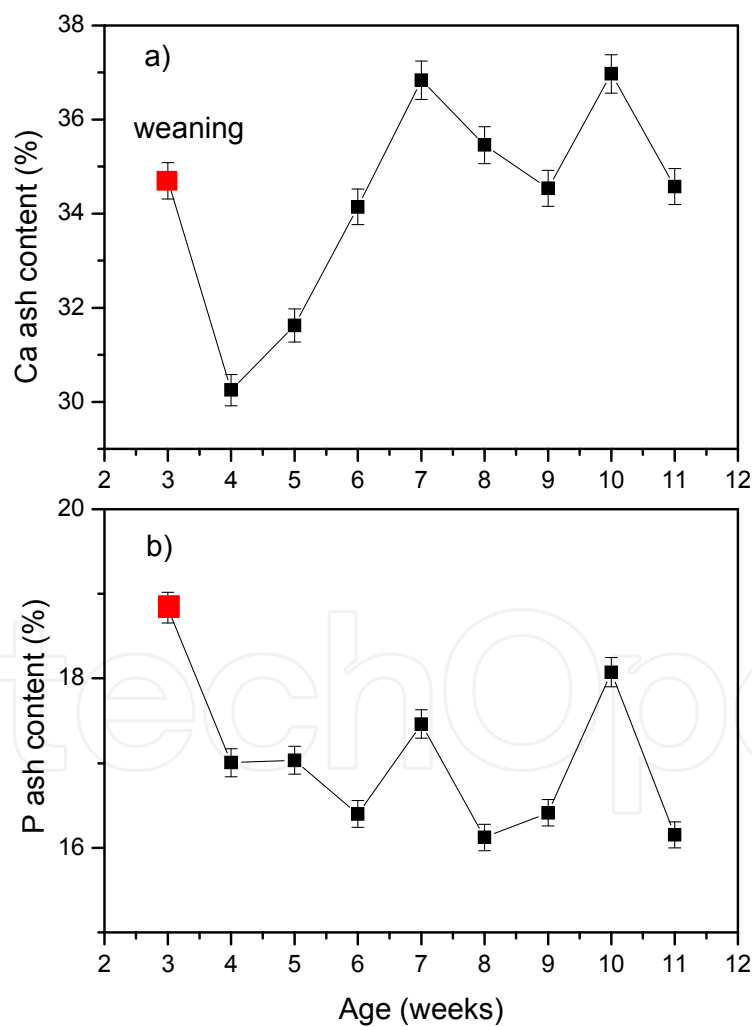 38
a)
36
weaning
34
32
30
Ca ash content (%)
2 3 4 5 6 7 8 9 10 11 12
20
b)
18
16
P ash content (%)
2 3 4 5 6 7 8 9 10 11 12
Age (weeks)
techOpe